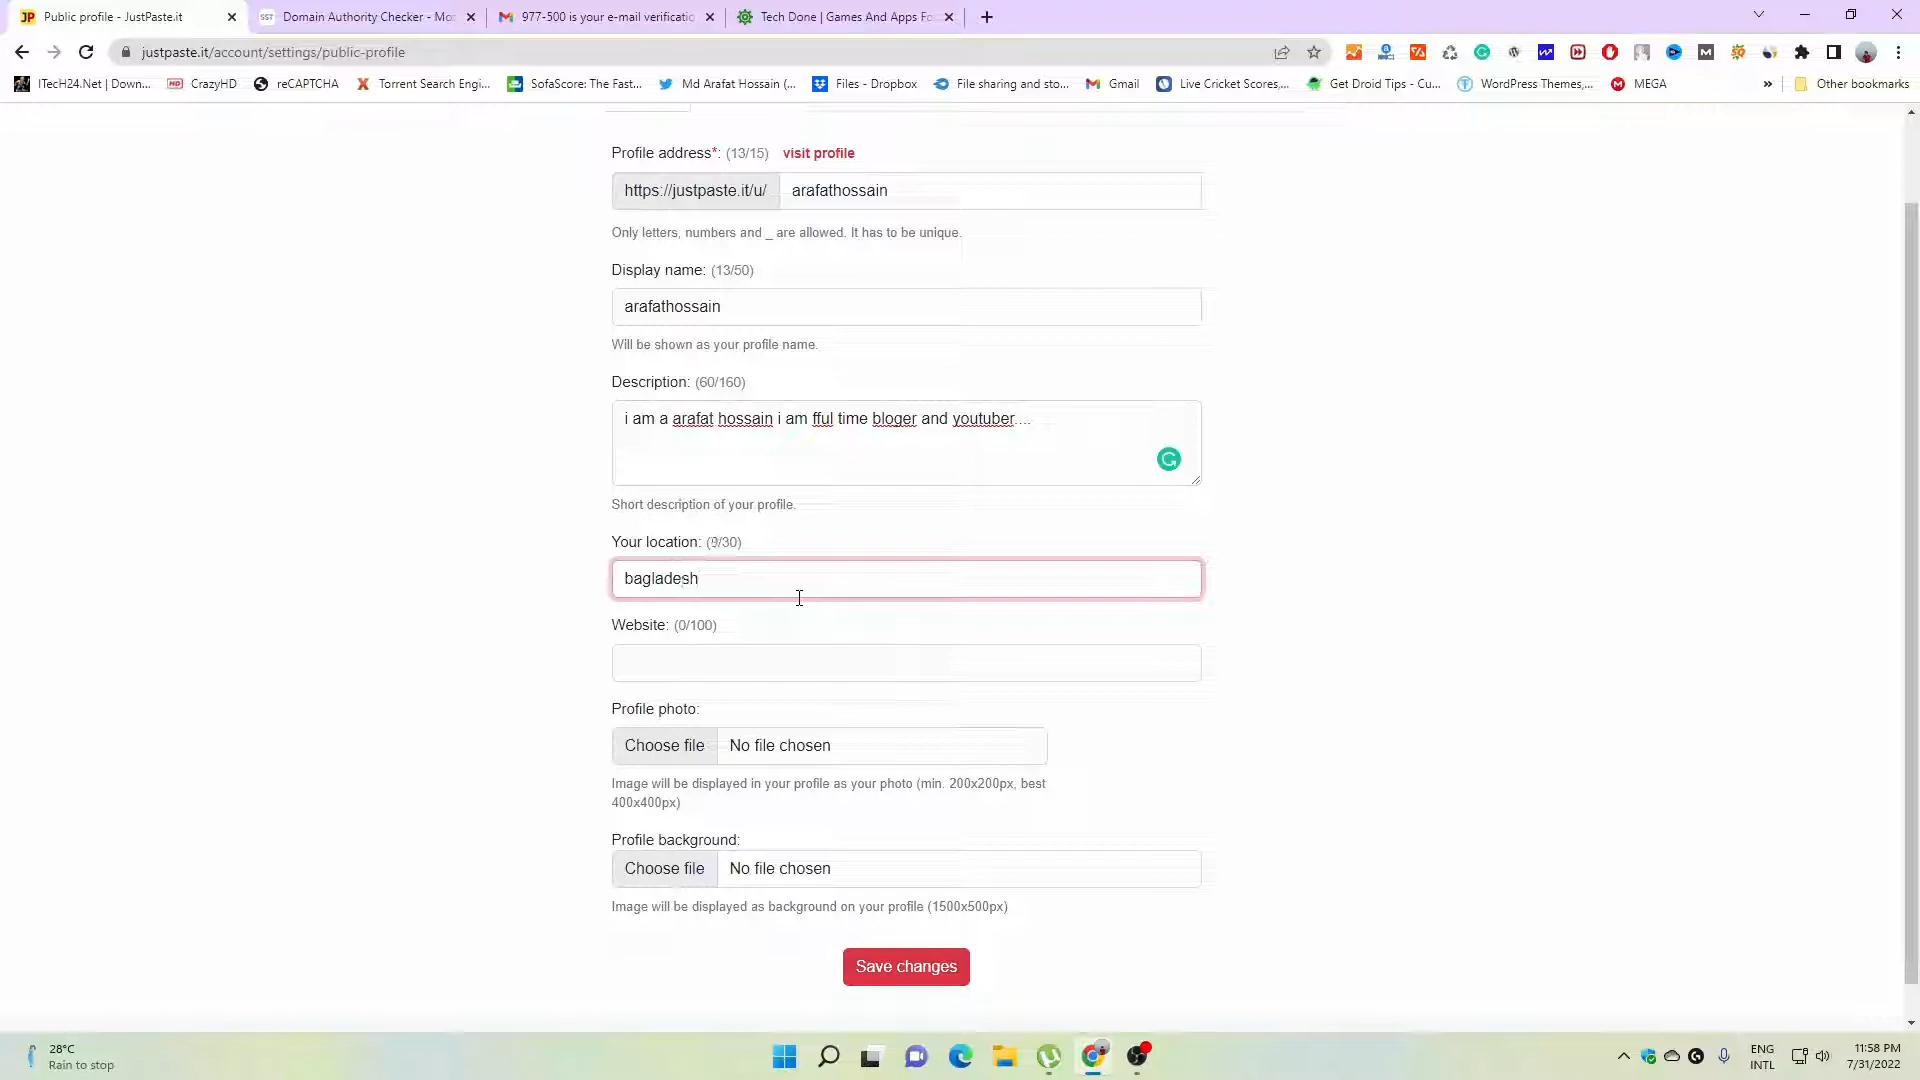 Public profile - JustPaste.it
SST Domain Authority Checker - Mo
977-500 is your e-mail verificatio
Tech Done | Games And Apps Fo
justpaste.it/account/settings/public-profile
ITecH24.Net | Down...
CrazyHD
reCAPTCHA
Torrent Search Engi...
SofaScore: The Fast...
Md Arafat Hossain (...
Files - Dropbox
File sharing and sto...
Gmail
Live Cricket Scores,...
Get Droid Tips - Cu...
WordPress Themes,...
MEGA
»
Other bookmarks
Profile address*: (13/15) visit profile
https://justpaste.it/u/ arafathossain
Only letters, numbers and _ are allowed. It has to be unique.
Display name: (13/50)
arafathossain
Will be shown as your profile name.
Description: (60/160)
i am a arafat hossain i am fful time bloger and youtuber....
Short description of your profile.
Your location: (9/30)
bagladesh
Website: (0/100)
Profile photo:
Choose file No file chosen
Image will be displayed in your profile as your photo (min. 200x200px, best
400x400px)
Profile background:
Choose file No file chosen
Image will be displayed as background on your profile (1500x500px)
Save changes
28°C
Rain to stop
ENG
INTL
11:58 PM
7/31/2022